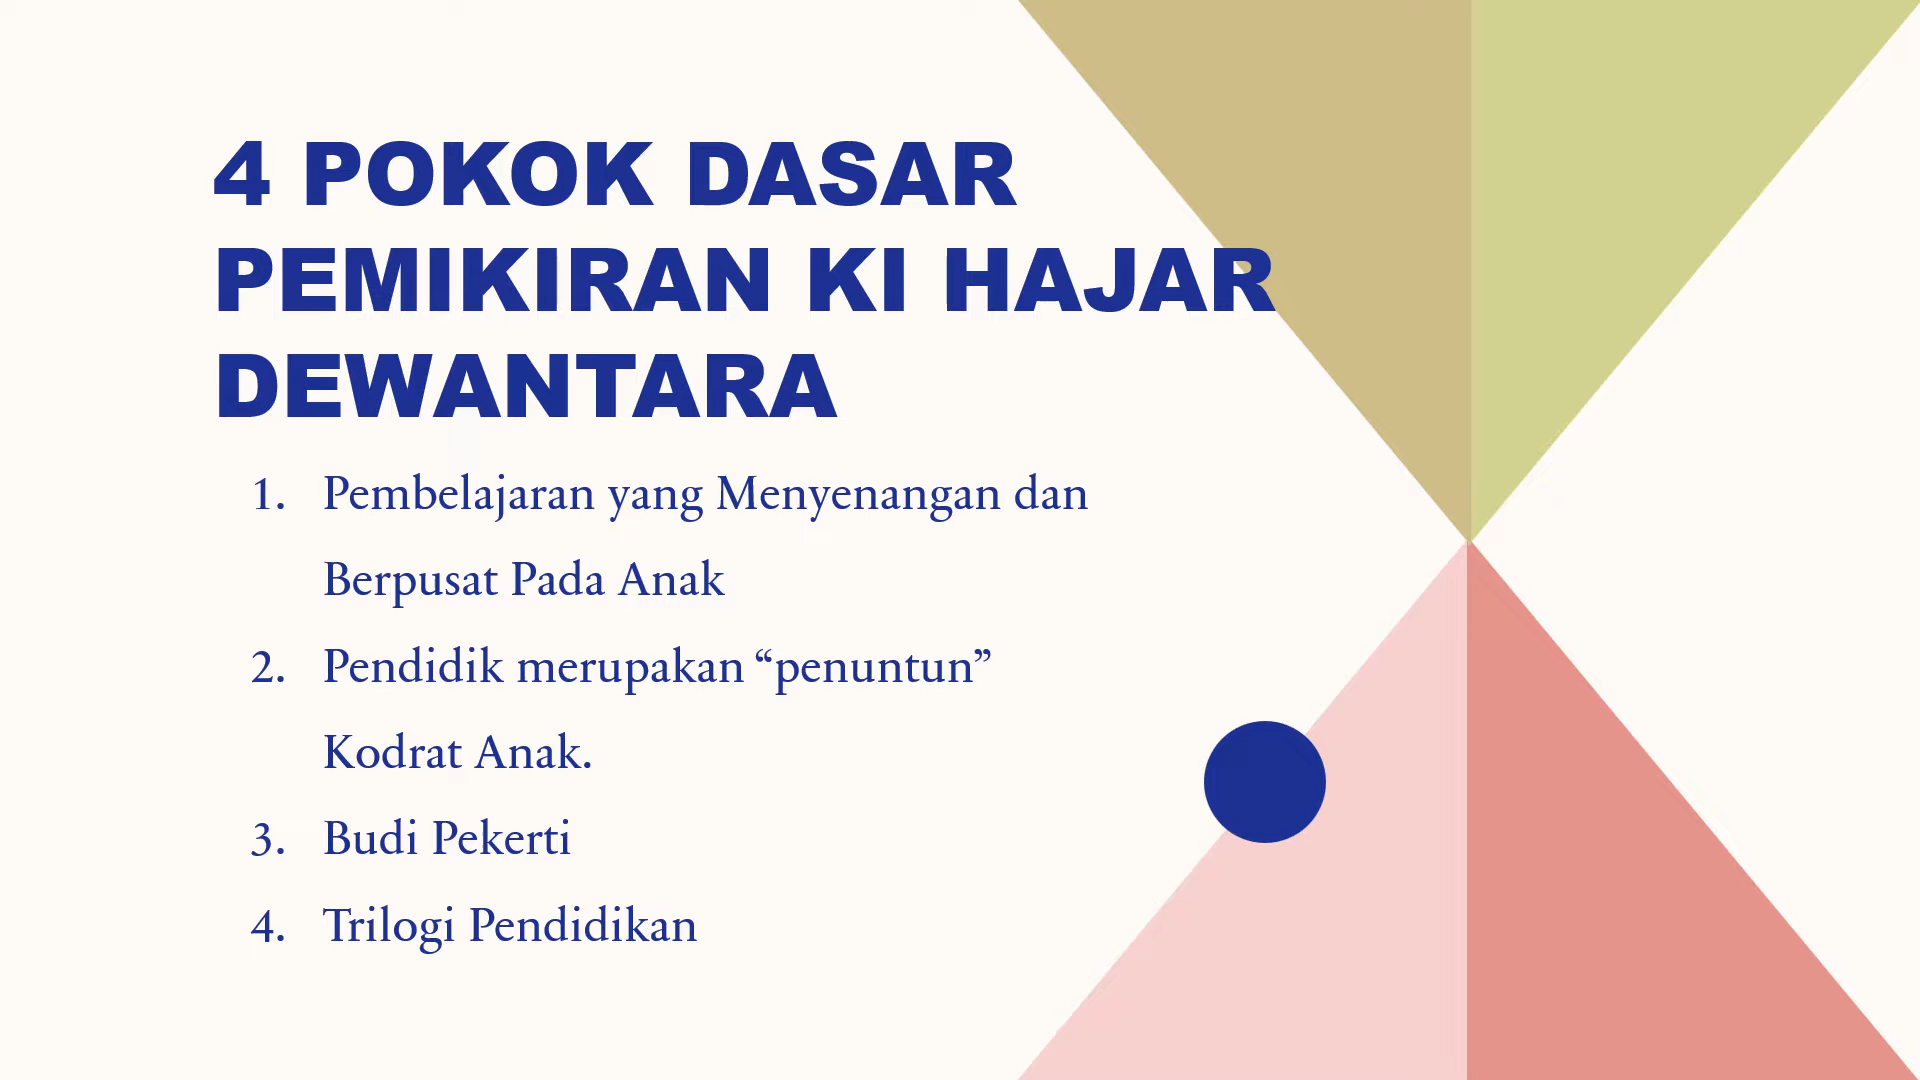 4 POKOK DASAR
PEMIKIRAN KI HAJAR
DEWANTARA
1. Pembelajaran yang Menyenangan dan
Berpusat Pada Anak
2. Pendidik merupakan “penuntun”
Kodrat Anak.
3. Budi Pekerti
4. Trilogi Pendidikan